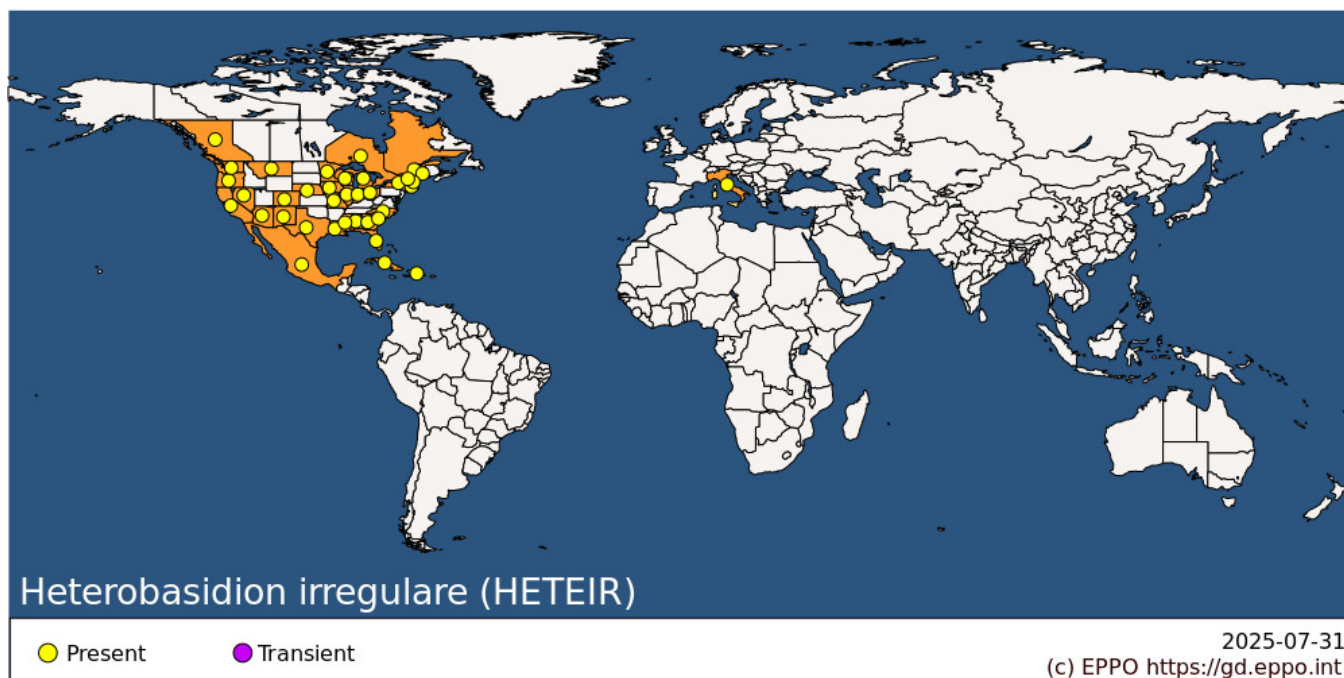 Heterobasidion irregulare (HETEIR)
Present
Transient
2025-07-31
(c) EPPO https://gd.eppo.int